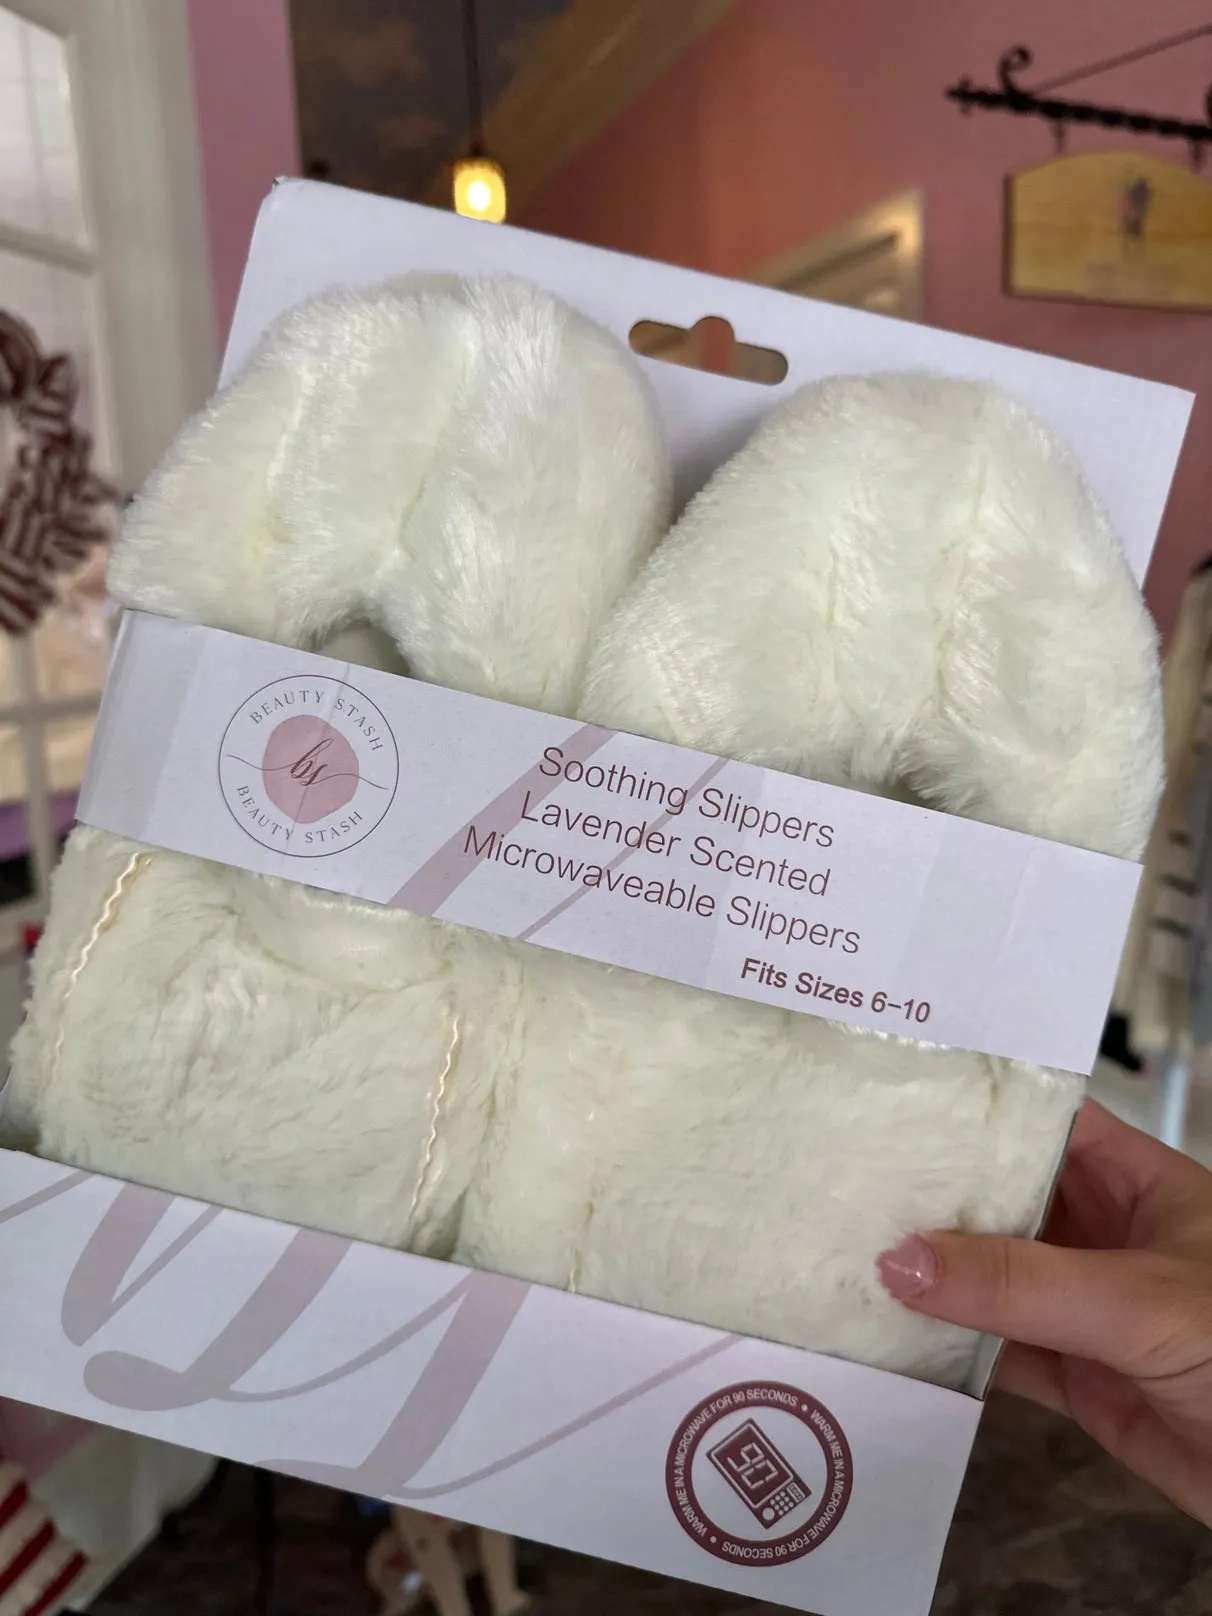 BEAUTY STASH
bs
BEAUTY STASH
Soothing Slippers
Lavender Scented
Microwaveable Slippers
Fits Sizes 6–10
WARM ME IN A MICROWAVE FOR 90 SECONDS • WARM ME IN A MICROWAVE FOR 90 SECONDS •
90